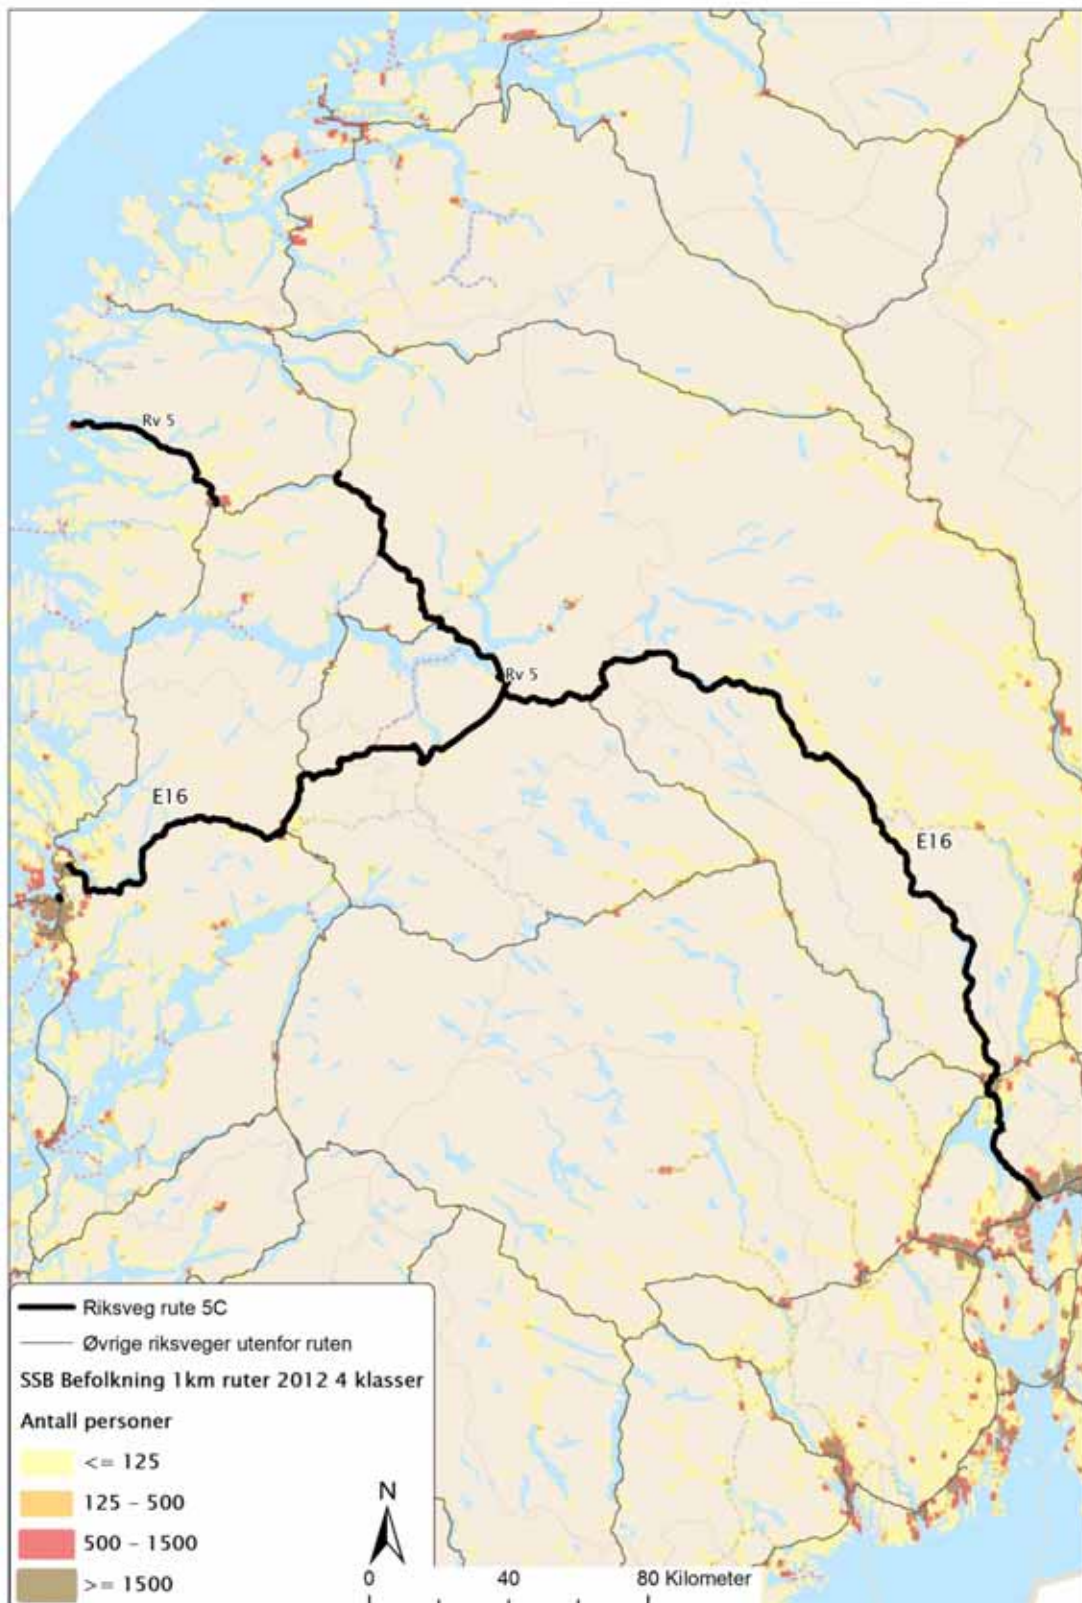 Rv 5
Rv 5
E16
E16
Riksveg rute 5C
Øvrige riksveger utenfor ruten
SSB Befolkning 1km ruter 2012 4 klasser
Antall personer
<= 125
125 – 500
500 – 1500
>= 1500
N
0 40 80 Kilometer